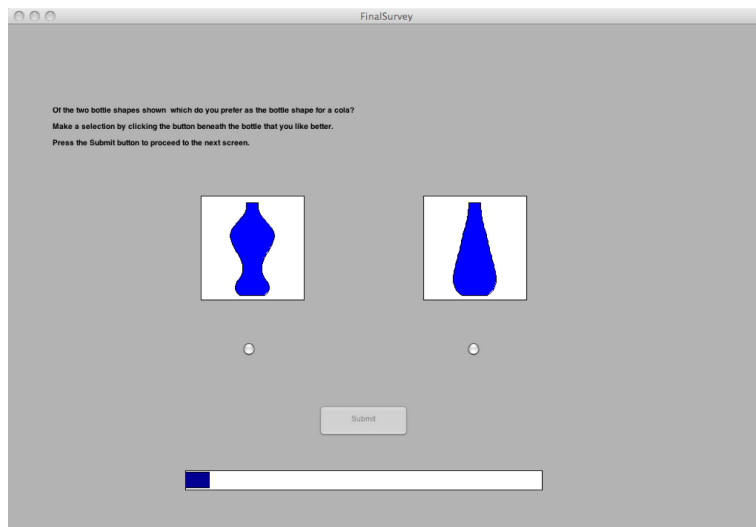 FinalSurvey
Of the two bottle shapes shown  which do you prefer as the bottle shape for a cola?
Make a selection by clicking the button beneath the bottle that you like better.
Press the Submit button to proceed to the next screen.
Submit